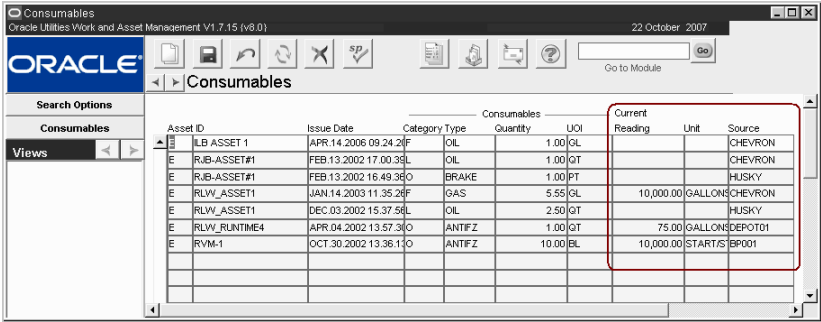 Consumables
Oracle Utilities Work and Asset Management V1.7.15 (v8.0) 22 October 2007
ORACLE
sp
Go
Go to Module
Consumables
Search Options
Consumables
Views
Consumables Current
Asset ID Issue Date Category Type Quantity UOI Reading Unit Source
E ILB ASSET 1 APR.14.2006 09.24.2 F OIL 1.00 GL CHEVRON
E RJB-ASSET#1 FEB.13.2002 17.00.39 L OIL 1.00 QT CHEVRON
E RJB-ASSET#1 FEB.13.2002 16.49.36 O BRAKE 1.00 PT HUSKY
E RLW_ASSET1 JAN.14.2003 11.35.26 F GAS 5.55 GL 10,000.00 GALLONS CHEVRON
E RLW_ASSET1 DEC.03.2002 15.37.56 L OIL 2.50 QT HUSKY
E RLW_RUNTIME4 APR.04.2002 13.57.30 O ANTIFZ 1.00 QT 75.00 GALLONS DEPOT01
E RVM-1 OCT.30.2002 13.36.1 O ANTIFZ 10.00 BL 10,000.00 START/ST BP001